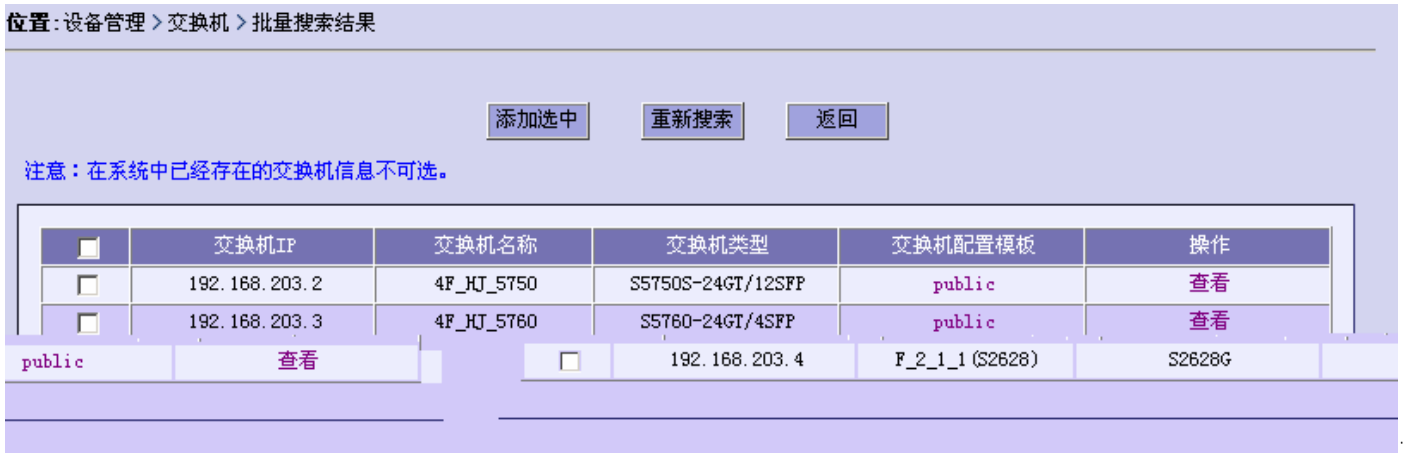 位置:设备管理>交换机>批量搜索结果
添加选中 重新搜索 返回
注意：在系统中已经存在的交换机信息不可选。
交换机IP 交换机名称 交换机类型 交换机配置模板 操作
192.168.203.2 4F_HJ_5750 S5750S-24GT/12SFP public 查看
192.168.203.3 4F_HJ_5760 S5760-24GT/4SFP public 查看
public 查看 192.168.203.4 F_2_1_1(S2628) S2628G